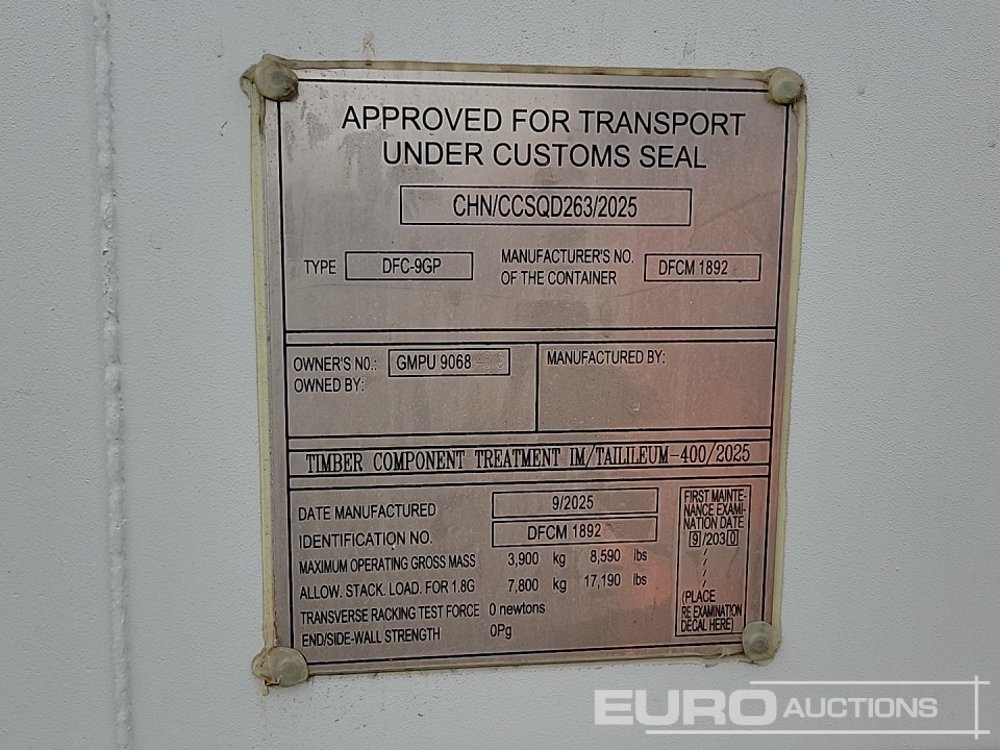 APPROVED FOR TRANSPORT
UNDER CUSTOMS SEAL
CHN/CCSQD263/2025
TYPE DFC-9GP MANUFACTURER'S NO. OF THE CONTAINER DFCM 1892
OWNER'S NO.: GMPU 9068
OWNED BY:
MANUFACTURED BY:
TIMBER COMPONENT TREATMENT IM/TAILILEUM-400/2025
DATE MANUFACTURED 9/2025
IDENTIFICATION NO. DFCM 1892
MAXIMUM OPERATING GROSS MASS 3,900 kg 8,590 lbs
ALLOW. STACK. LOAD. FOR 1.8G 7,800 kg 17,190 lbs
TRANSVERSE RACKING TEST FORCE 0 newtons
END/SIDE-WALL STRENGTH 0Pg
FIRST MAINTE-
NANCE EXAMI-
NATION DATE
9/2030
/
/
/
(PLACE
RE EXAMINATION
DECAL HERE)
EURO AUCTIONS